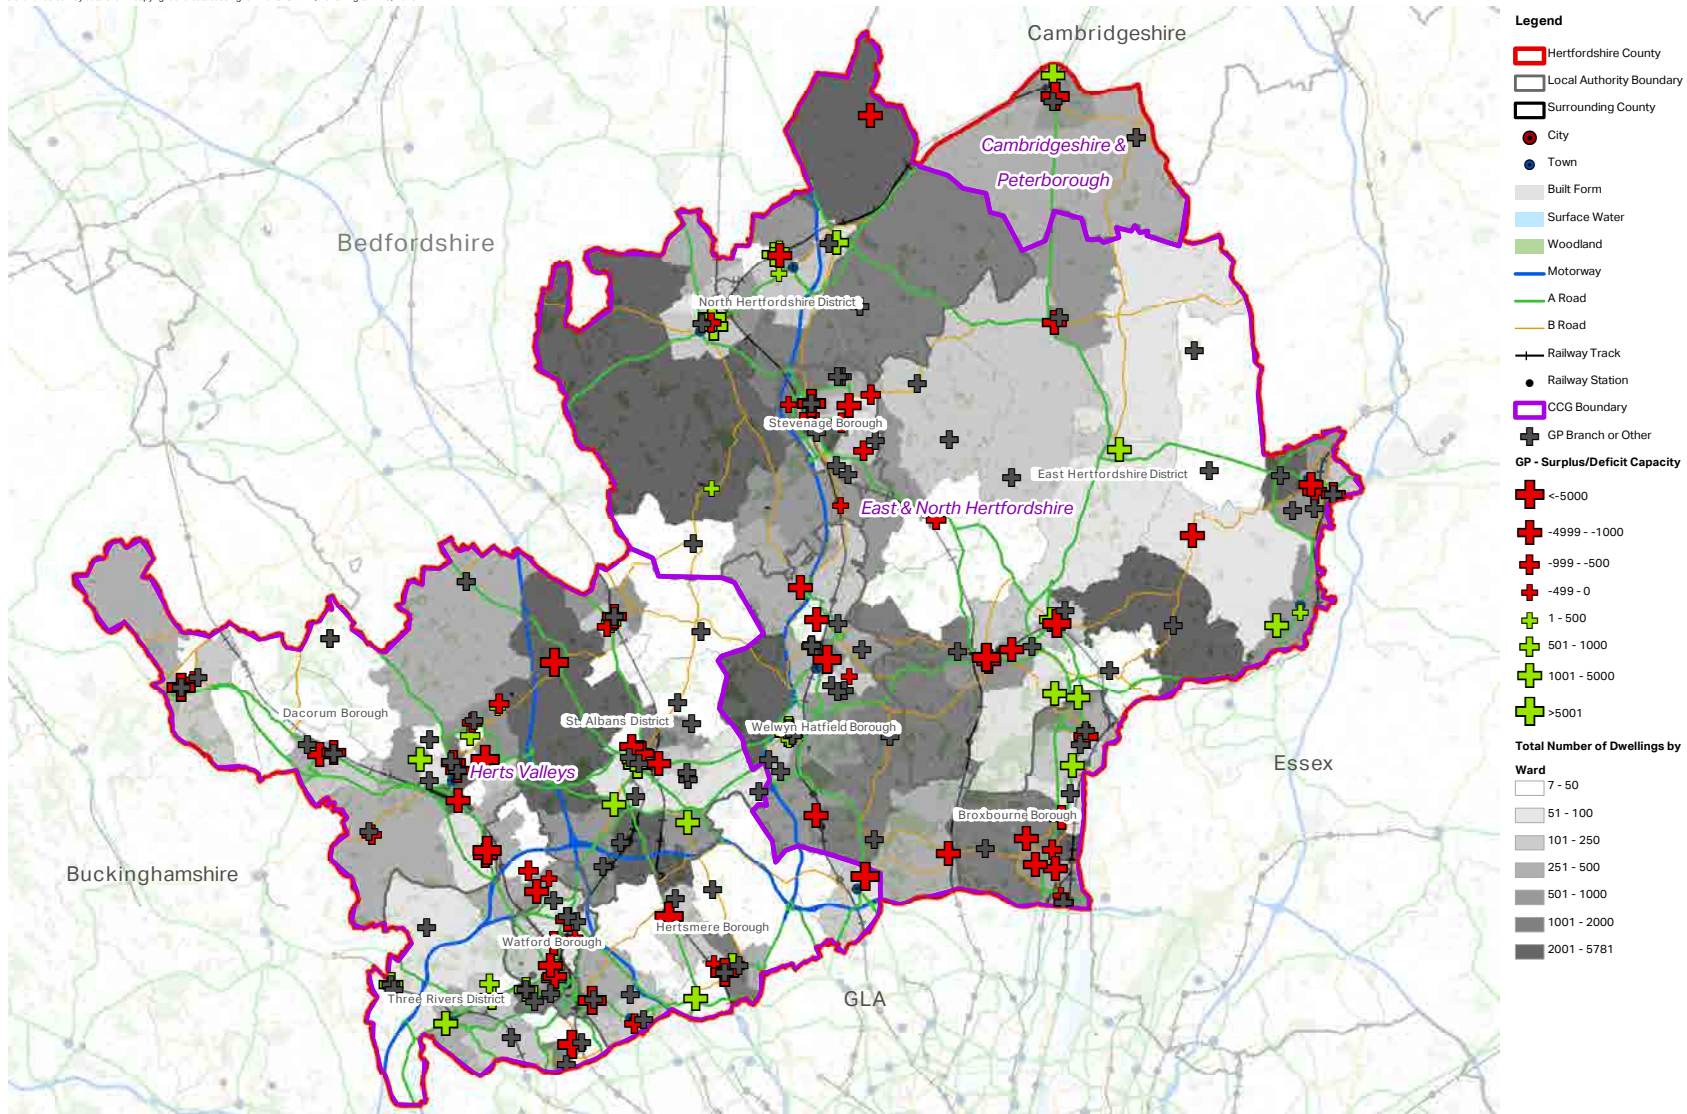 Cambridgeshire
Cambridgeshire &
Peterborough
Bedfordshire
North Hertfordshire District
Stevenage Borough
East Hertfordshire District
East & North Hertfordshire
Dacorum Borough
St. Albans District
Welwyn Hatfield Borough
Herts Valleys
Essex
Broxbourne Borough
Buckinghamshire
Hertsmere Borough
Watford Borough
Three Rivers District
GLA
Legend
Hertfordshire County
Local Authority Boundary
Surrounding County
City
Town
Built Form
Surface Water
Woodland
Motorway
A Road
B Road
Railway Track
Railway Station
CCG Boundary
GP Branch or Other
GP - Surplus/Deficit Capacity
<-5000
-4999 - -1000
-999 - -500
-499 - 0
1 - 500
501 - 1000
1001 - 5000
>5001
Total Number of Dwellings by
Ward
7 - 50
51 - 100
101 - 250
251 - 500
501 - 1000
1001 - 2000
2001 - 5781